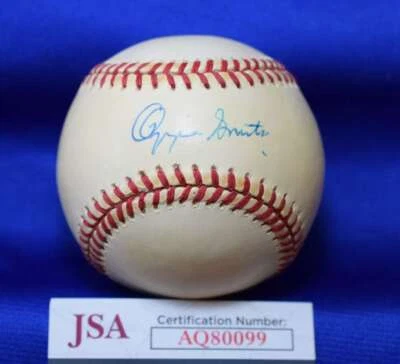 Ozzie Smith
JSA
Certification Number:
AQ80099